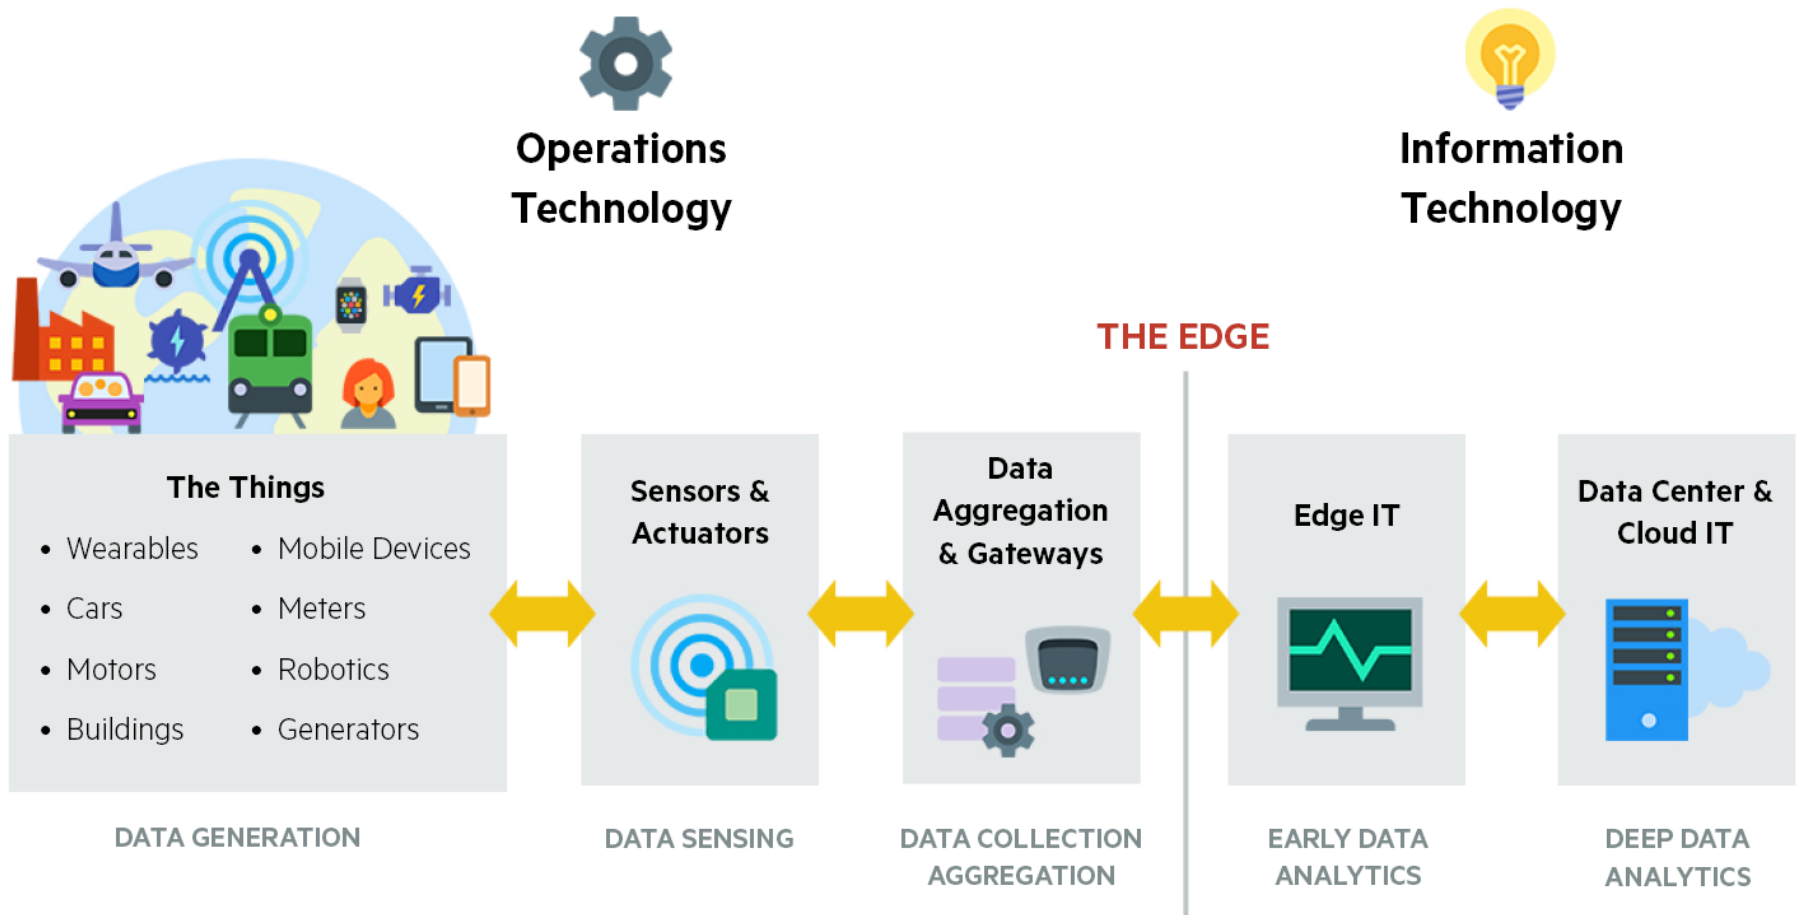 Operations
Technology
Information
Technology
THE EDGE
The Things
• Wearables
• Cars
• Motors
• Buildings
• Mobile Devices
• Meters
• Robotics
• Generators
Sensors &
Actuators
Data
Aggregation
& Gateways
Edge IT
Data Center &
Cloud IT
DATA GENERATION
DATA SENSING
DATA COLLECTION
AGGREGATION
EARLY DATA
ANALYTICS
DEEP DATA
ANALYTICS